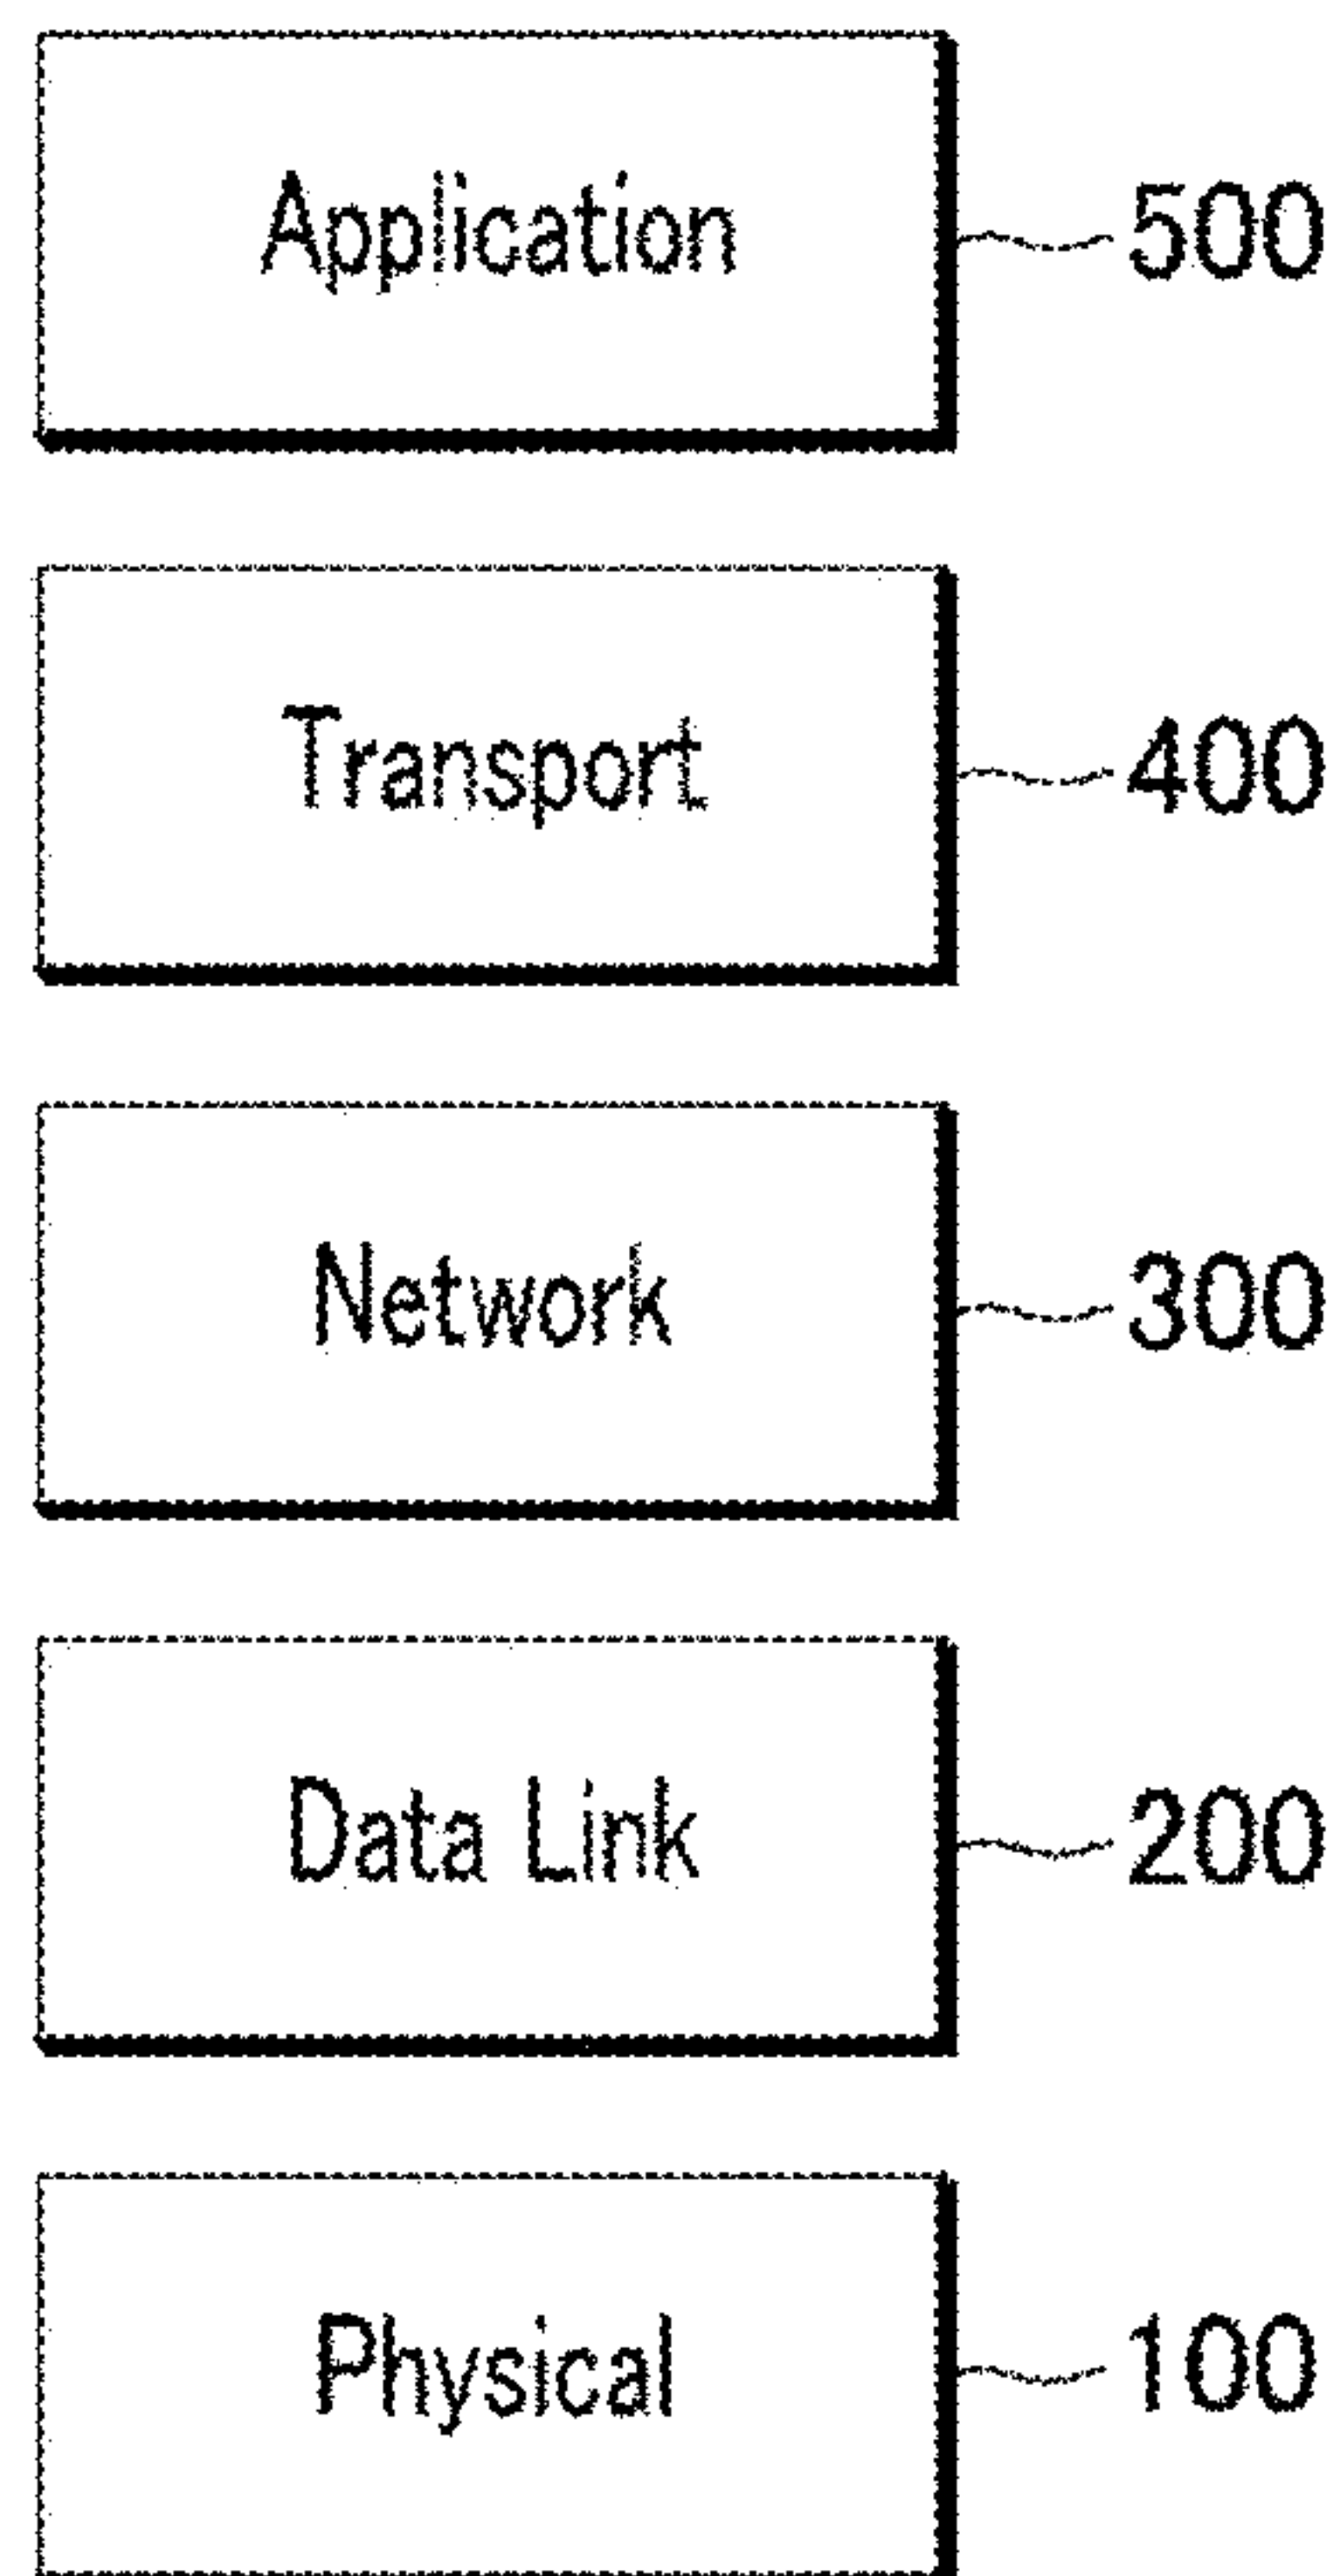 Application 500
Transport 400
Network 300
Data Link 200
Physical 100